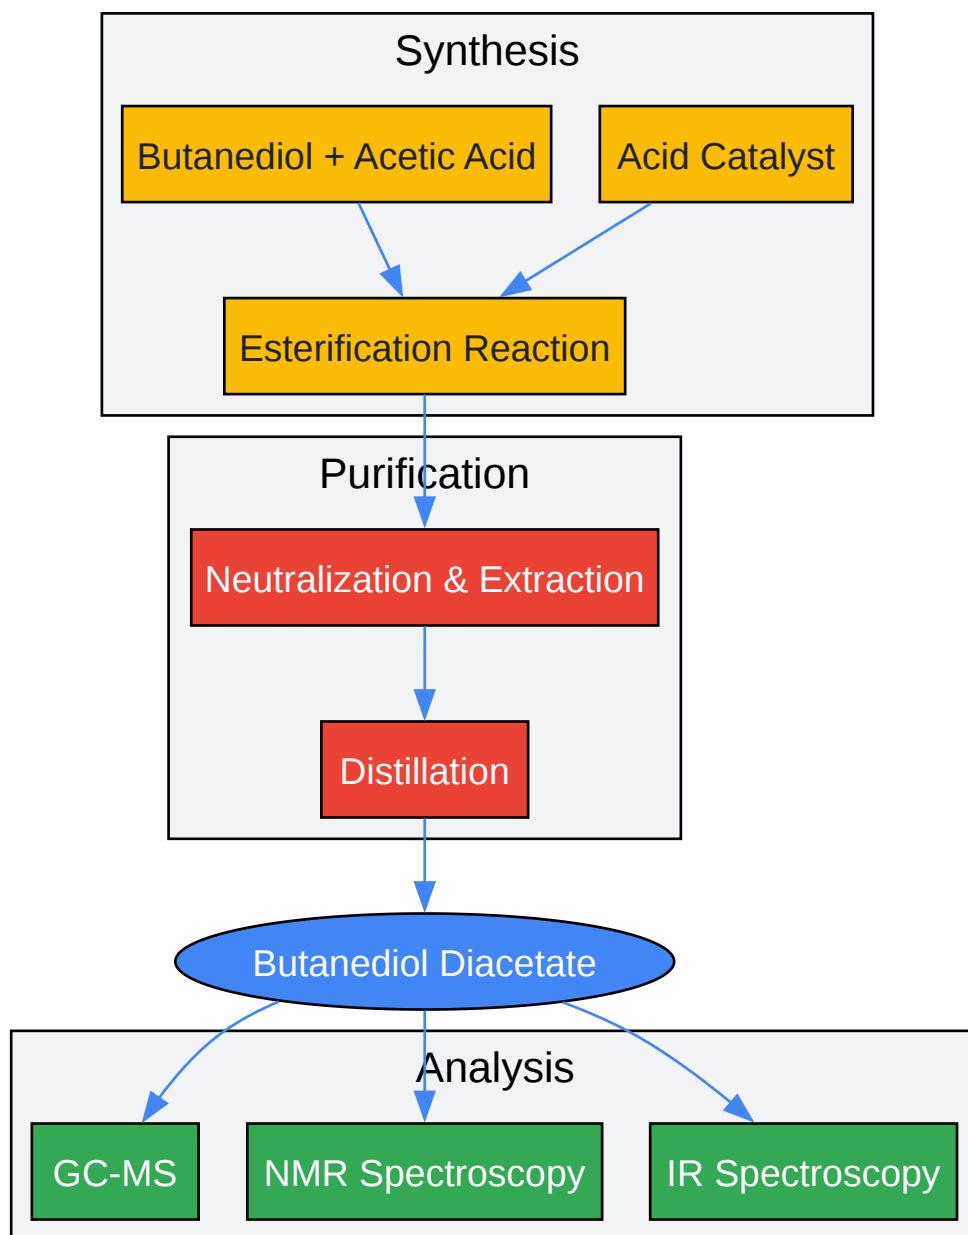 Synthesis
Butanediol + Acetic Acid
Acid Catalyst
Esterification Reaction
Purification
Neutralization & Extraction
Distillation
Butanediol Diacetate
Analysis
GC-MS
NMR Spectroscopy
IR Spectroscopy